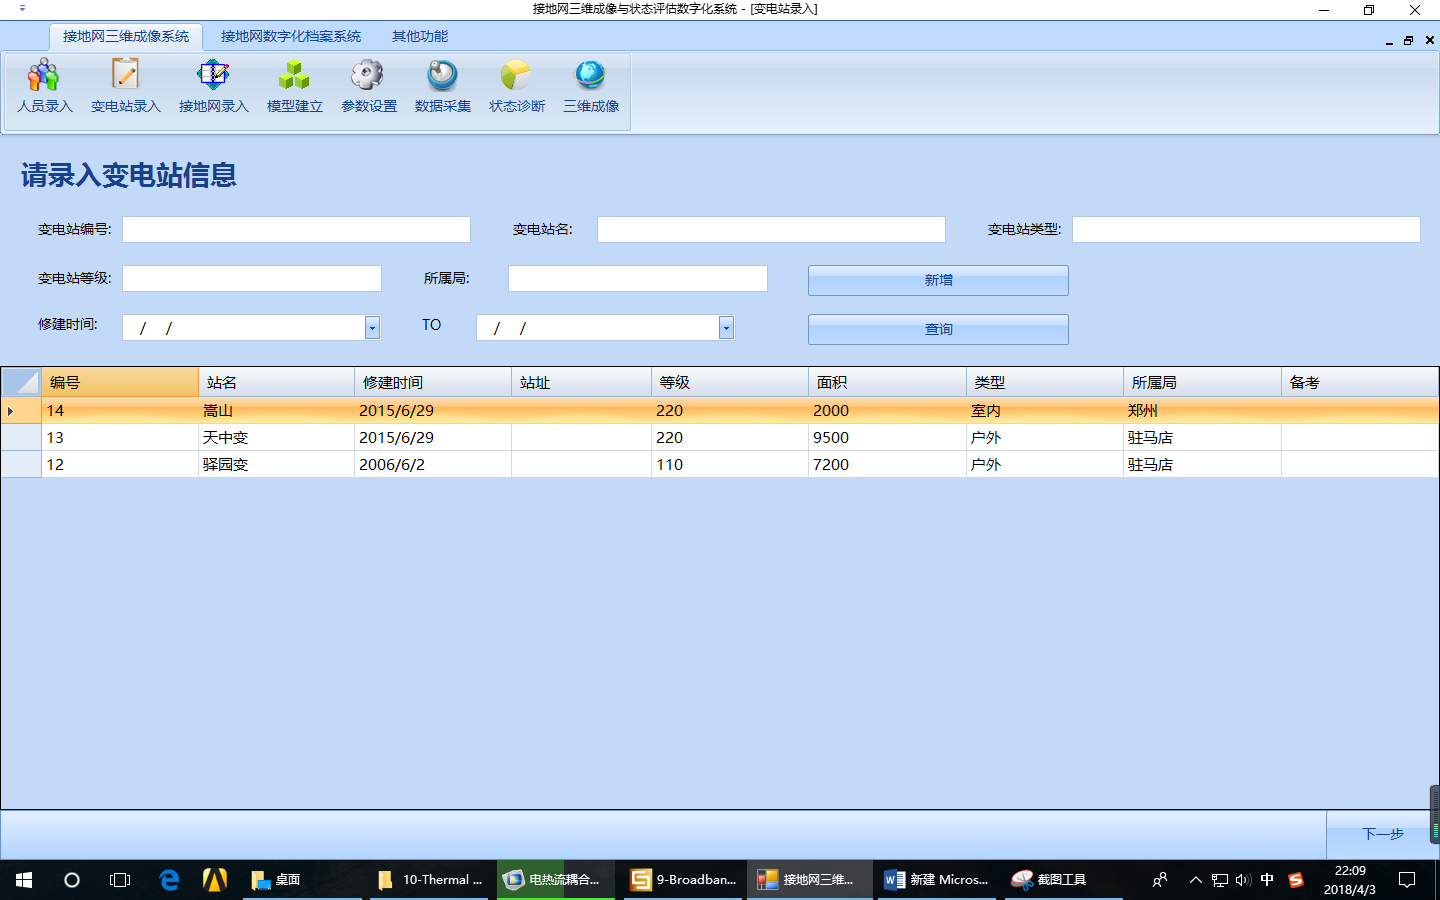 接地网三维成像与状态评估数字化系统 - [变电站录入]
接地网三维成像系统 接地网数字化档案系统 其他功能
人员录入 变电站录入 接地网录入 模型建立 参数设置 数据采集 状态诊断 三维成像
请录入变电站信息
变电站编号: 变电站名: 变电站类型:
变电站等级: 所属局: 新增
修建时间: / / TO / / 查询
编号 站名 修建时间 站址 等级 面积 类型 所属局 备考
14 嵩山 2015/6/29 220 2000 室内 郑州
13 天中变 2015/6/29 220 9500 户外 驻马店
12 驿园变 2006/6/2 110 7200 户外 驻马店
下一步
桌面 10-Thermal ... 电热流耦合... 9-Broadban... 接地网三维... 新建 Micros... 截图工具 中 22:09
2018/4/3